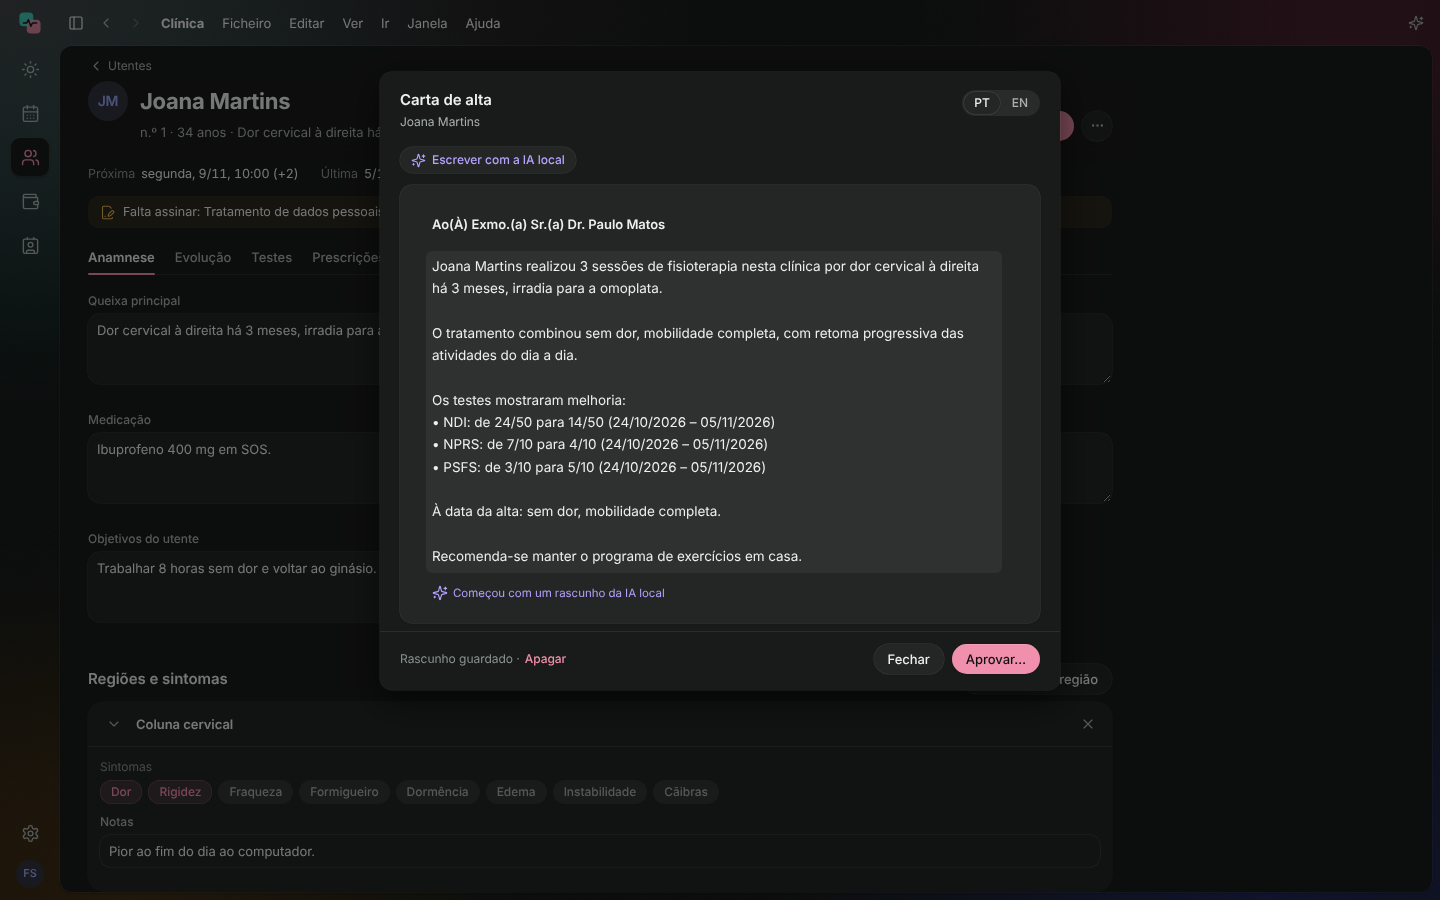 Clínica Ficheiro Editar Ver Ir Janela Ajuda
Utentes
JM
Joana Martins
n.º 1 · 34 anos · Dor cervical à direita há
Próxima segunda, 9/11, 10:00 (+2) Última
Falta assinar: Tratamento de dados pessoais
Anamnese Evolução Testes Prescrições
Queixa principal
Dor cervical à direita há 3 meses, irradia para
Medicação
Ibuprofeno 400 mg em SOS.
Objetivos do utente
Trabalhar 8 horas sem dor e voltar ao ginásio.
Regiões e sintomas
região
Coluna cervical
Sintomas
Dor Rigidez Fraqueza Formigueiro Dormência Edema Instabilidade Cãibras
Notas
Pior ao fim do dia ao computador.
FS
Carta de alta
Joana Martins
PT EN
Escrever com a IA local
Ao(À) Exmo.(a) Sr.(a) Dr. Paulo Matos
Joana Martins realizou 3 sessões de fisioterapia nesta clínica por dor cervical à direita
há 3 meses, irradia para a omoplata.
O tratamento combinou sem dor, mobilidade completa, com retoma progressiva das
atividades do dia a dia.
Os testes mostraram melhoria:
• NDI: de 24/50 para 14/50 (24/10/2026 – 05/11/2026)
• NPRS: de 7/10 para 4/10 (24/10/2026 – 05/11/2026)
• PSFS: de 3/10 para 5/10 (24/10/2026 – 05/11/2026)
À data da alta: sem dor, mobilidade completa.
Recomenda-se manter o programa de exercícios em casa.
Começou com um rascunho da IA local
Rascunho guardado · Apagar
Fechar Aprovar...